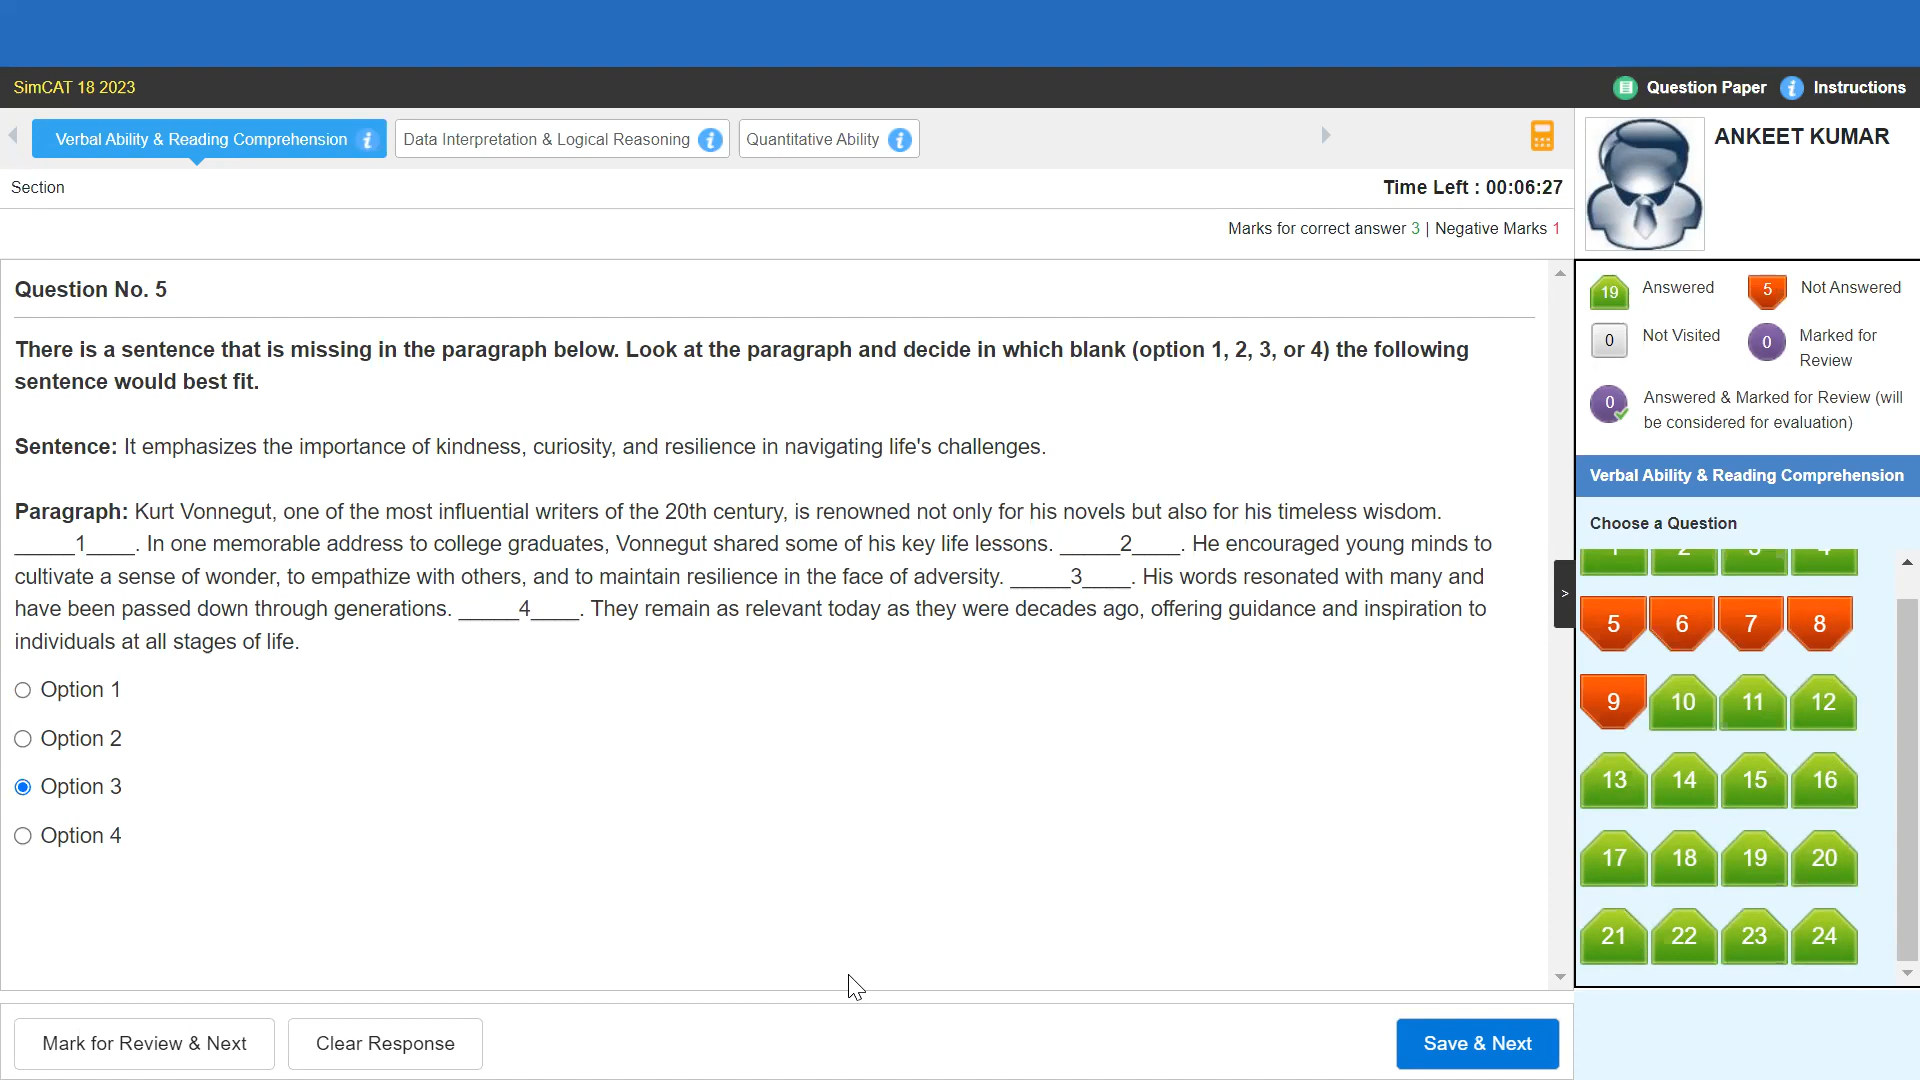 SimCAT 18 2023
Question Paper
Instructions
Verbal Ability & Reading Comprehension
Data Interpretation & Logical Reasoning
Quantitative Ability
ANKEET KUMAR
Section
Time Left : 00:06:27
Marks for correct answer 3 | Negative Marks 1
Question No. 5
There is a sentence that is missing in the paragraph below. Look at the paragraph and decide in which blank (option 1, 2, 3, or 4) the following
sentence would best fit.
Sentence: It emphasizes the importance of kindness, curiosity, and resilience in navigating life's challenges.
Paragraph: Kurt Vonnegut, one of the most influential writers of the 20th century, is renowned not only for his novels but also for his timeless wisdom.
_____1____. In one memorable address to college graduates, Vonnegut shared some of his key life lessons. _____2____. He encouraged young minds to
cultivate a sense of wonder, to empathize with others, and to maintain resilience in the face of adversity. _____3____. His words resonated with many and
have been passed down through generations. _____4____. They remain as relevant today as they were decades ago, offering guidance and inspiration to
individuals at all stages of life.
Option 1
Option 2
Option 3
Option 4
Mark for Review & Next
Clear Response
Save & Next
19 Answered
5 Not Answered
0 Not Visited
0 Marked for
Review
0 Answered & Marked for Review (will
be considered for evaluation)
Verbal Ability & Reading Comprehension
Choose a Question
1 2 3 4
5 6 7 8
9 10 11 12
13 14 15 16
17 18 19 20
21 22 23 24
>